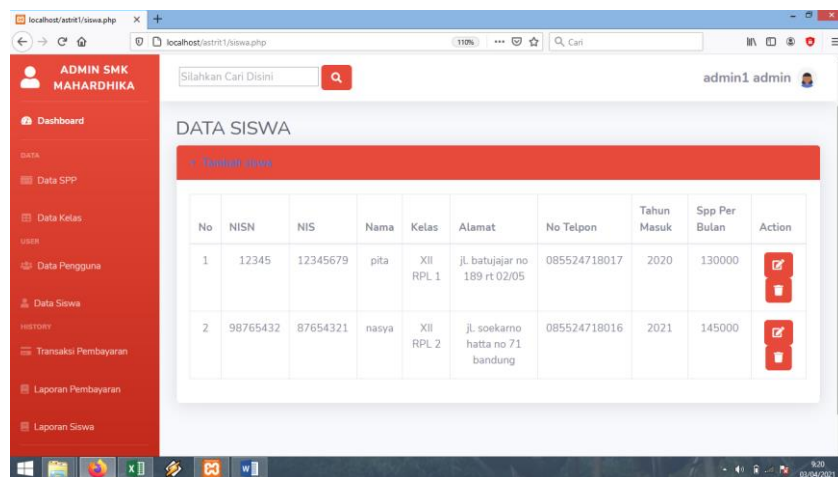 localhost/astrit1/siswa.php
localhost/astrit1/siswa.php
110%
Cari
ADMIN SMK
MAHARDHIKA
Silahkan Cari Disini
admin1 admin
Dashboard
DATA
Data SPP
Data Kelas
USER
Data Pengguna
Data Siswa
HISTORY
Transaksi Pembayaran
Laporan Pembayaran
Laporan Siswa
DATA SISWA
+ Tambah siswa
No NISN NIS Nama Kelas Alamat No Telpon Tahun Masuk Spp Per Bulan Action
1 12345 12345679 pita XII RPL 1 jl. batujajar no 189 rt 02/05 085524718017 2020 130000
2 98765432 87654321 nasya XII RPL 2 jl. soekarno hatta no 71 bandung 085524718016 2021 145000
9:20
03/04/2021